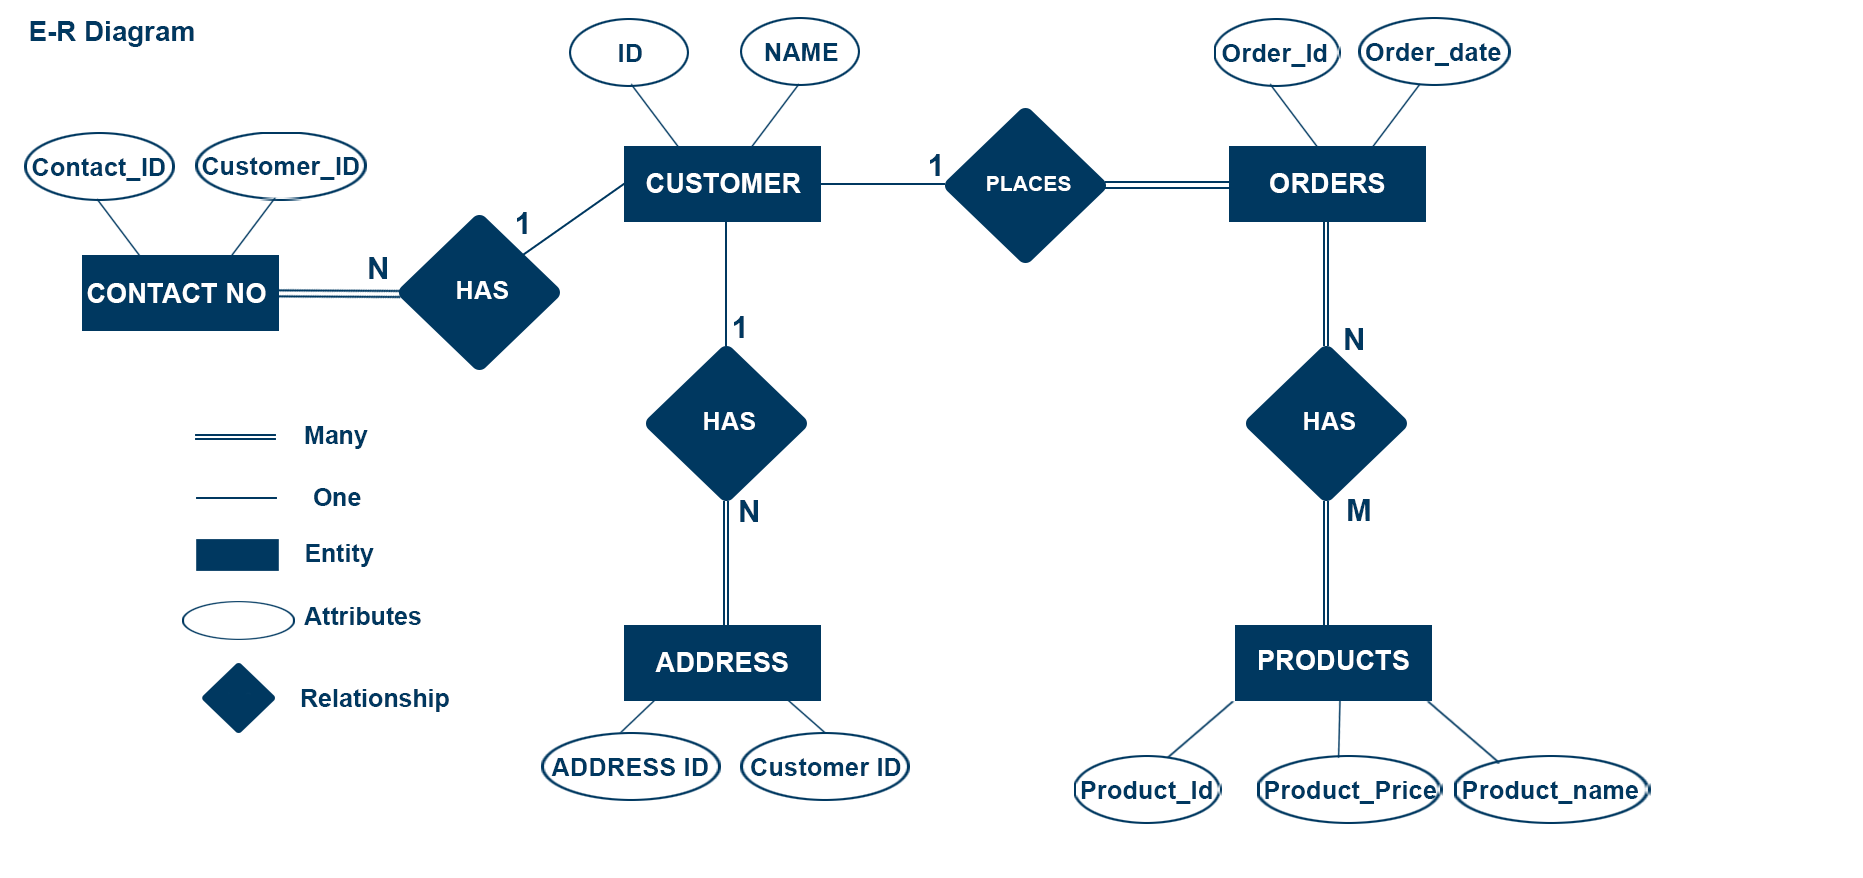 E-R Diagram
ID
NAME
Order_Id
Order_date
Contact_ID
Customer_ID
CUSTOMER
1
PLACES
ORDERS
1
N
CONTACT NO
HAS
1
N
HAS
HAS
Many
One
N
M
Entity
Attributes
ADDRESS
PRODUCTS
Relationship
ADDRESS ID
Customer ID
Product_Id
Product_Price
Product_name